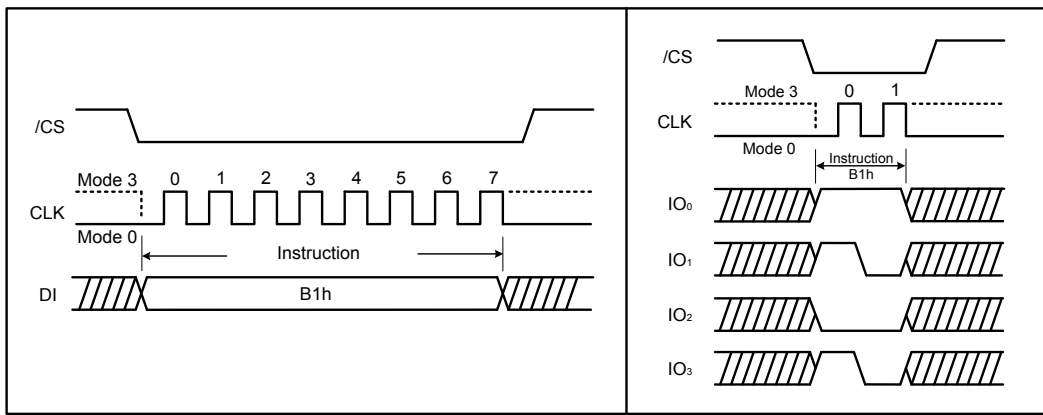 /CS
Mode 3
0 1 2 3 4 5 6 7
CLK
Mode 0
Instruction
DI
B1h
/CS
Mode 3
0 1
CLK
Mode 0
Instruction
B1h
IO₀
IO₁
IO₂
IO₃